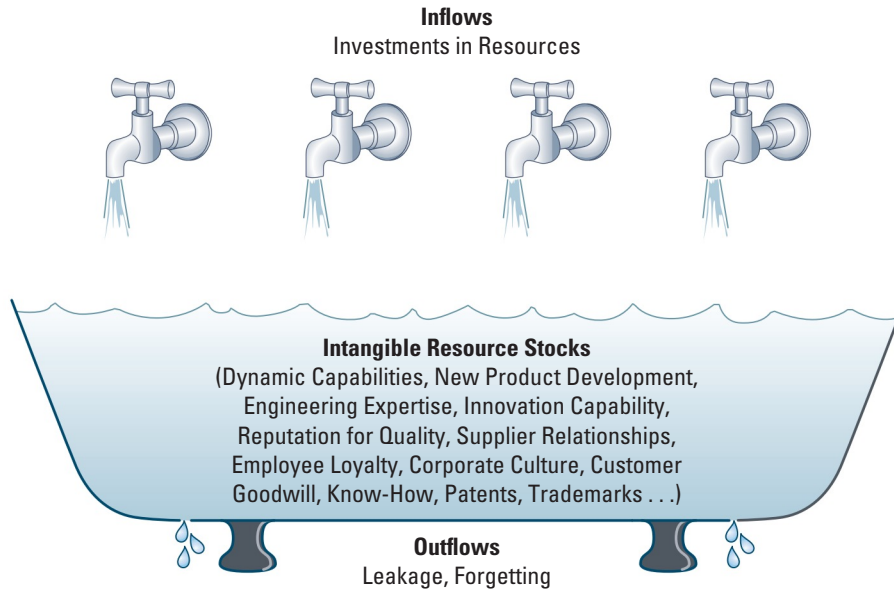 Inflows
Investments in Resources
Intangible Resource Stocks
(Dynamic Capabilities, New Product Development,
Engineering Expertise, Innovation Capability,
Reputation for Quality, Supplier Relationships,
Employee Loyalty, Corporate Culture, Customer
Goodwill, Know-How, Patents, Trademarks . . .)
Outflows
Leakage, Forgetting